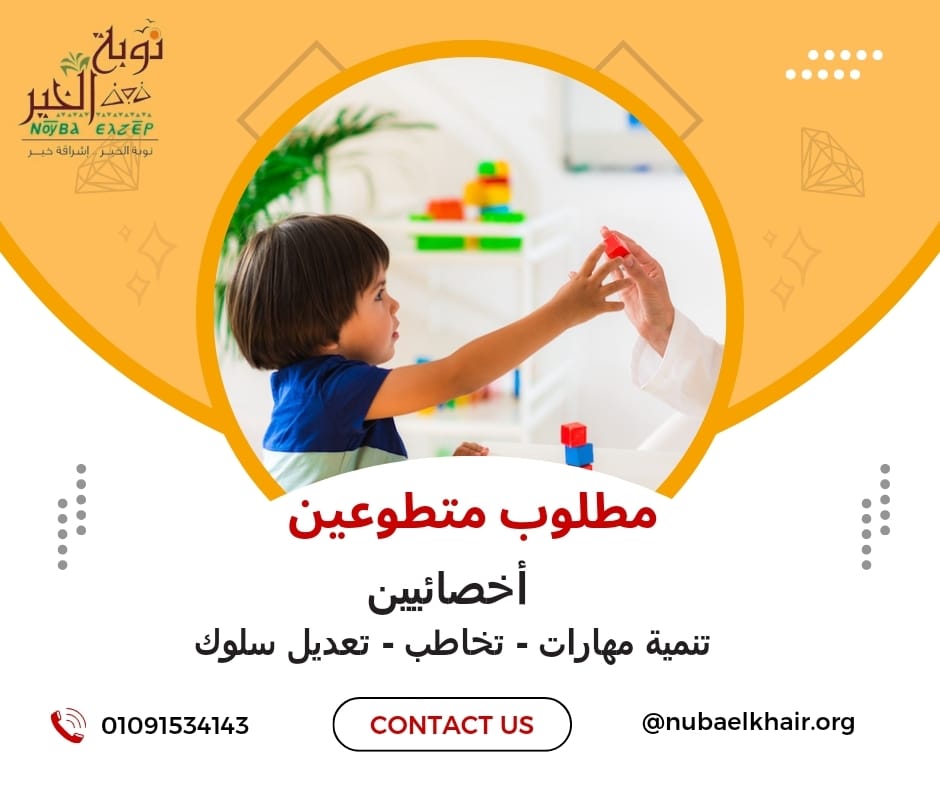 نوبة
الخير
NOYBA ЄλZĒP
نوبة الخير إشراقة خير
مطلوب متطوعين
أخصائيين
تنمية مهارات - تخاطب - تعديل سلوك
01091534143
CONTACT US
@nubaelkhair.org